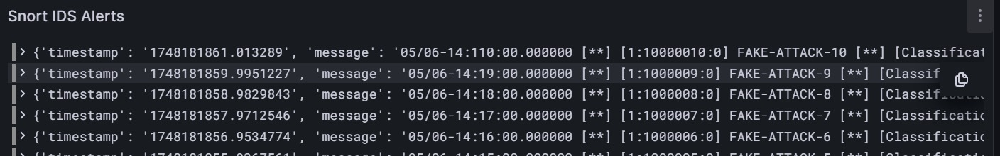 Snort IDS Alerts
{'timestamp': '1748181861.013289', 'message': '05/06-14:110:00.000000 [**] [1:10000010:0] FAKE-ATTACK-10 [**] [Classificat
{'timestamp': '1748181859.9951227', 'message': '05/06-14:19:00.000000 [**] [1:1000009:0] FAKE-ATTACK-9 [**] [Classif
{'timestamp': '1748181858.9829843', 'message': '05/06-14:18:00.000000 [**] [1:1000008:0] FAKE-ATTACK-8 [**] [Classificatio
{'timestamp': '1748181857.9712546', 'message': '05/06-14:17:00.000000 [**] [1:1000007:0] FAKE-ATTACK-7 [**] [Classificatio
{'timestamp': '1748181856.9534774', 'message': '05/06-14:16:00.000000 [**] [1:1000006:0] FAKE-ATTACK-6 [**] [Classificatio